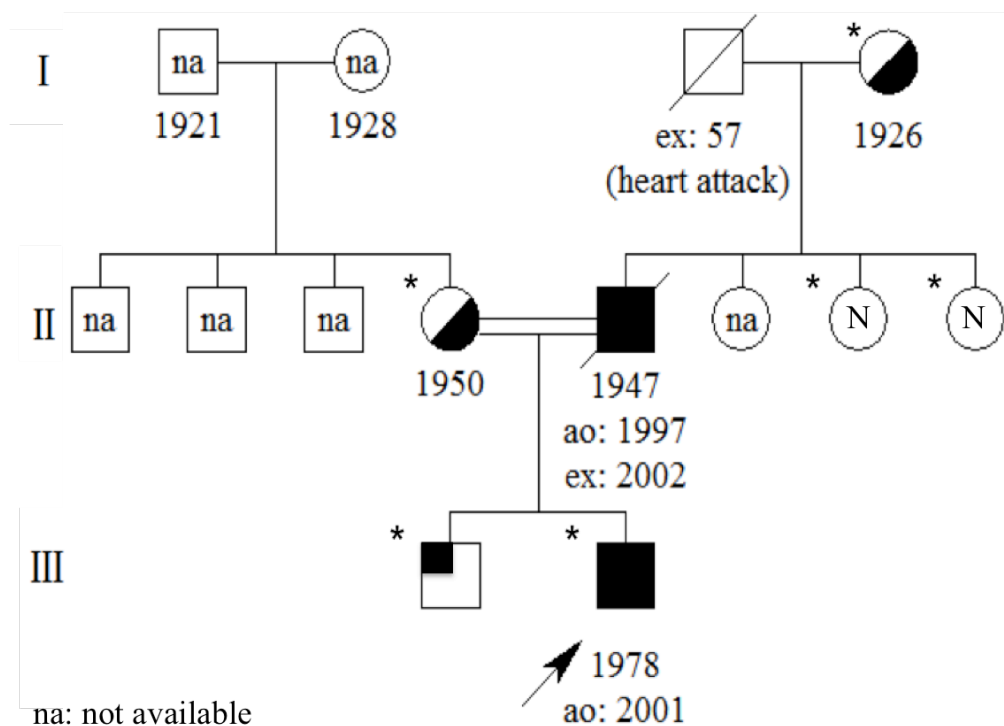 I
na
na
*
1921
1928
ex: 57
(heart attack)
1926
II
na
na
na
*
na
*
N
*
N
1950
1947
ao: 1997
ex: 2002
III
*
*
1978
ao: 2001
na: not available